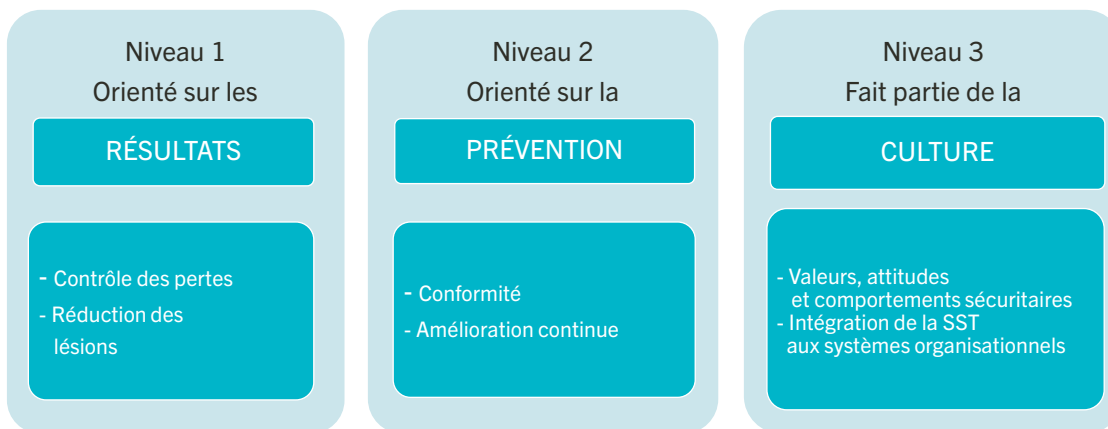 Niveau 1
Orienté sur les
RÉSULTATS
- Contrôle des pertes
- Réduction des
lésions
Niveau 2
Orienté sur la
PRÉVENTION
- Conformité
- Amélioration continue
Niveau 3
Fait partie de la
CULTURE
- Valeurs, attitudes
et comportements sécuritaires
- Intégration de la SST
aux systèmes organisationnels